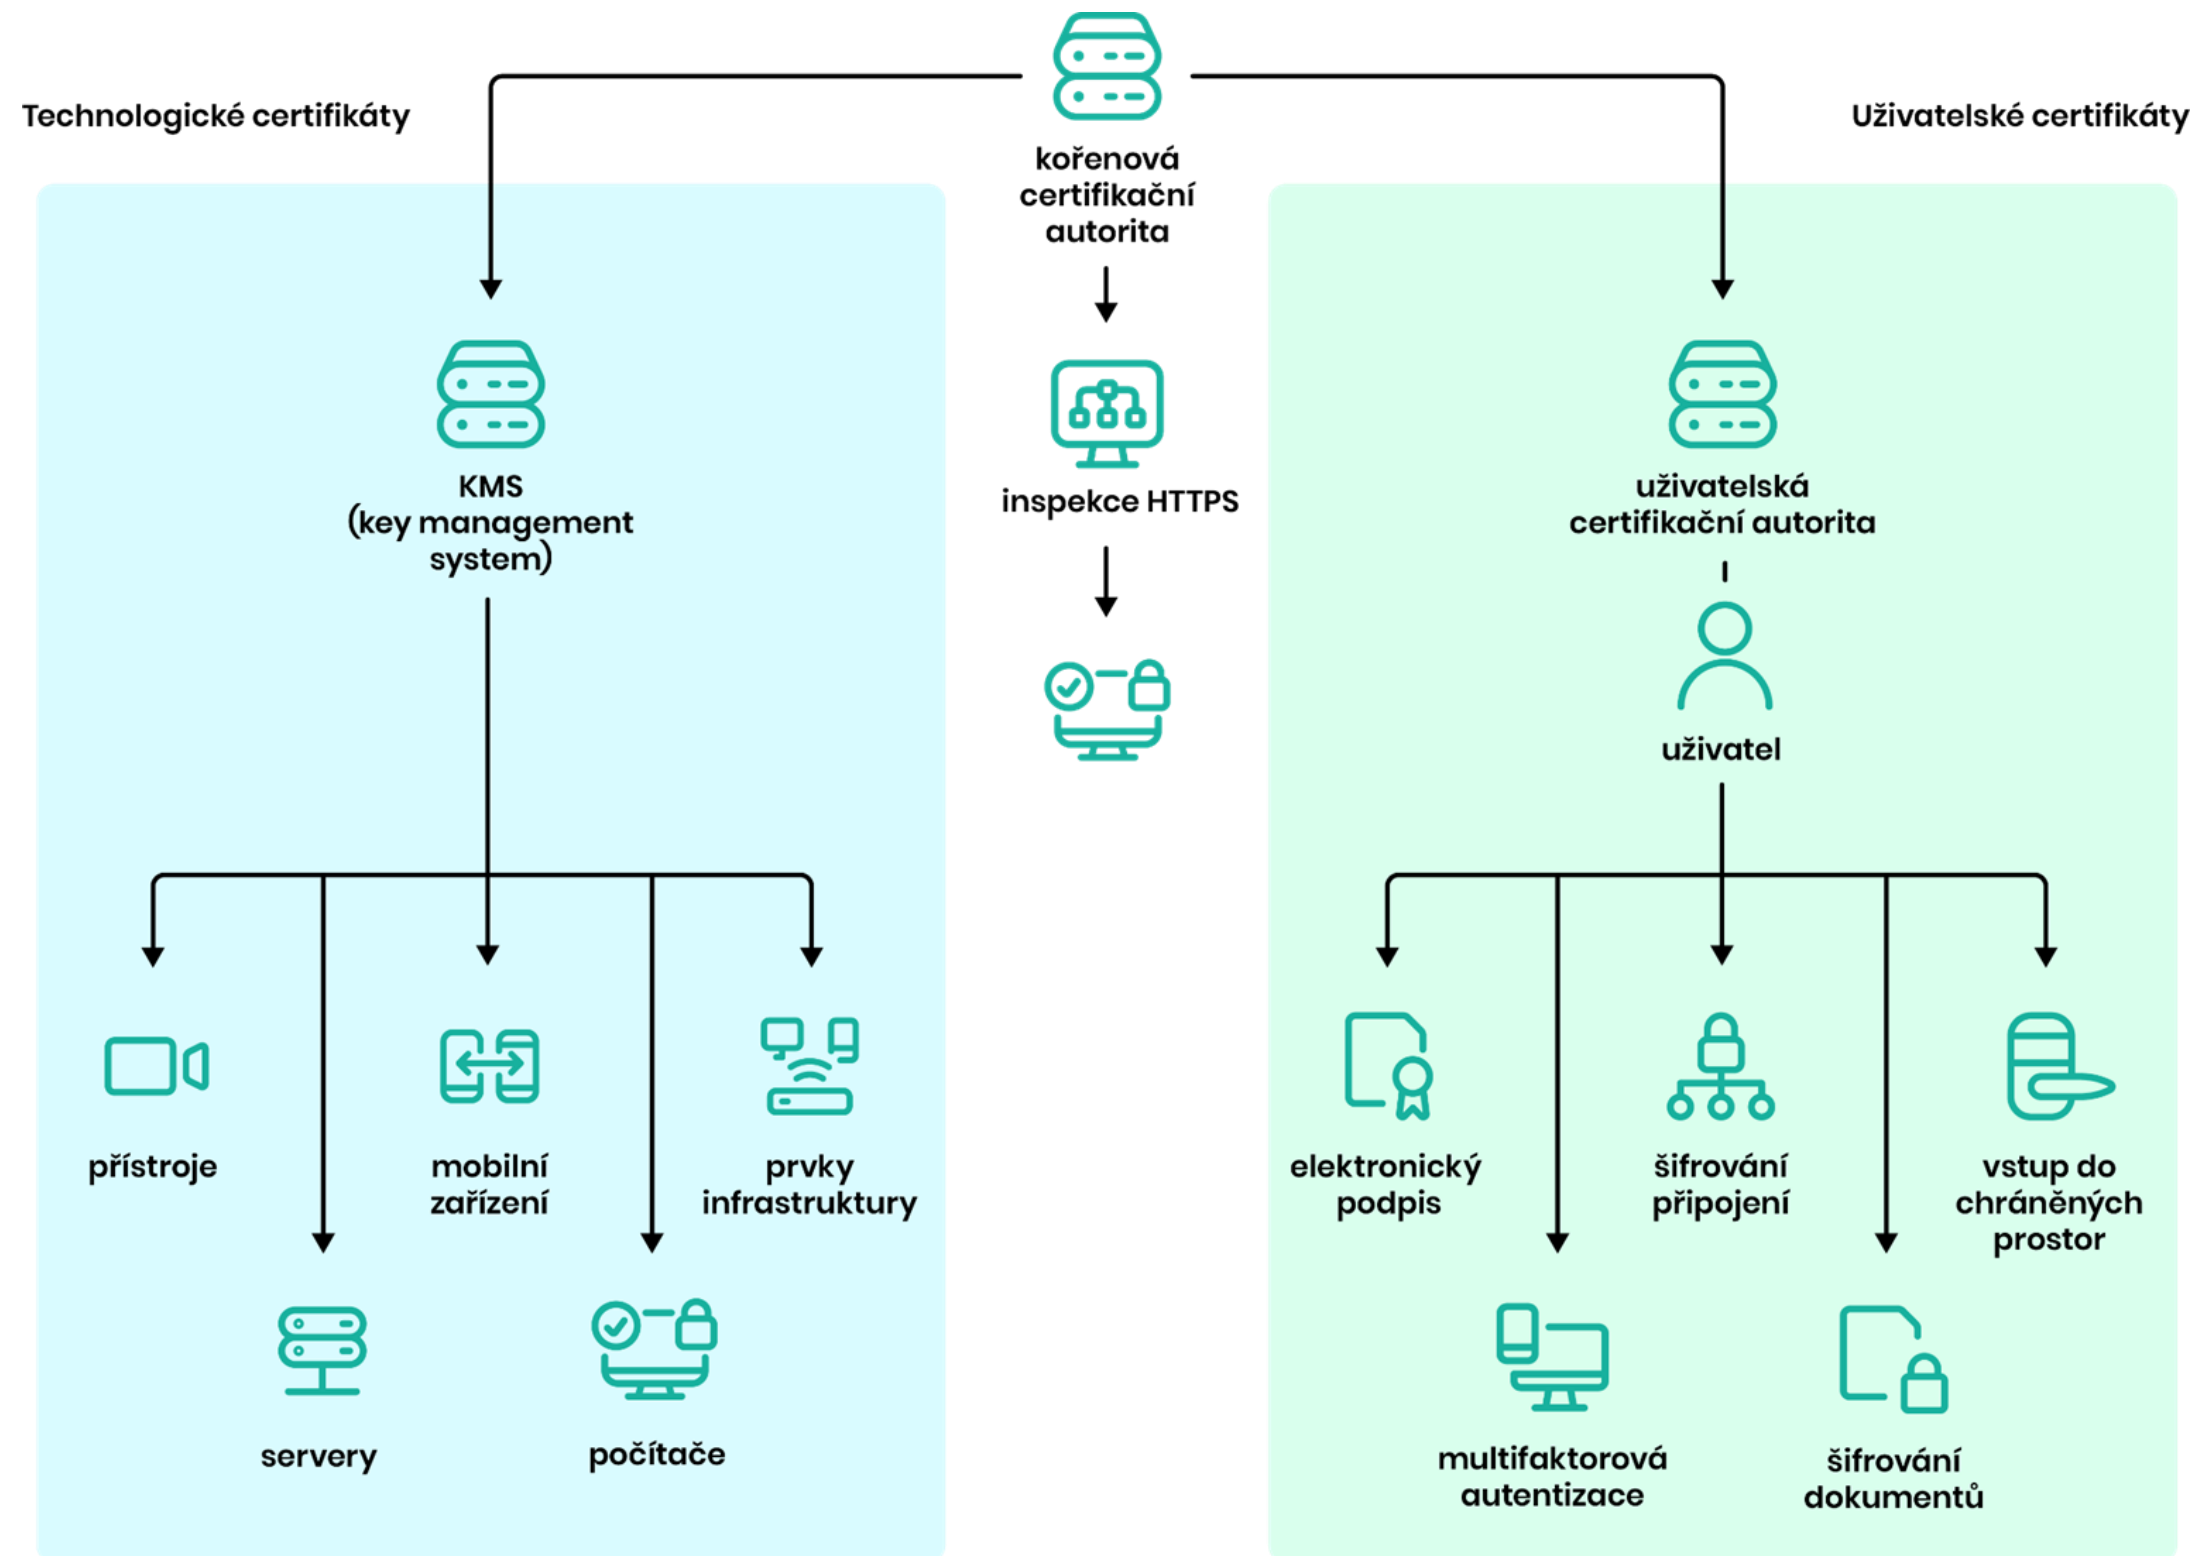 Technologické certifikáty
Uživatelské certifikáty
kořenová
certifikační
autorita
KMS
(key management
system)
inspekce HTTPS
uživatelská
certifikační autorita
uživatel
přístroje
mobilní
zařízení
prvky
infrastruktury
servery
počítače
elektronický
podpis
šifrování
připojení
vstup do
chráněných
prostor
multifaktorová
autentizace
šifrování
dokumentů